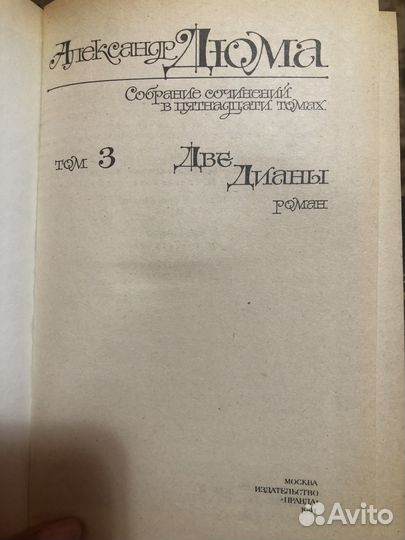 Александр Дюма
Собрание сочинений
в пятнадцати томах
том 3
Две
Дианы
роман
МОСКВА
ИЗДАТЕЛЬСТВО
«ПРАВДА»
Avito